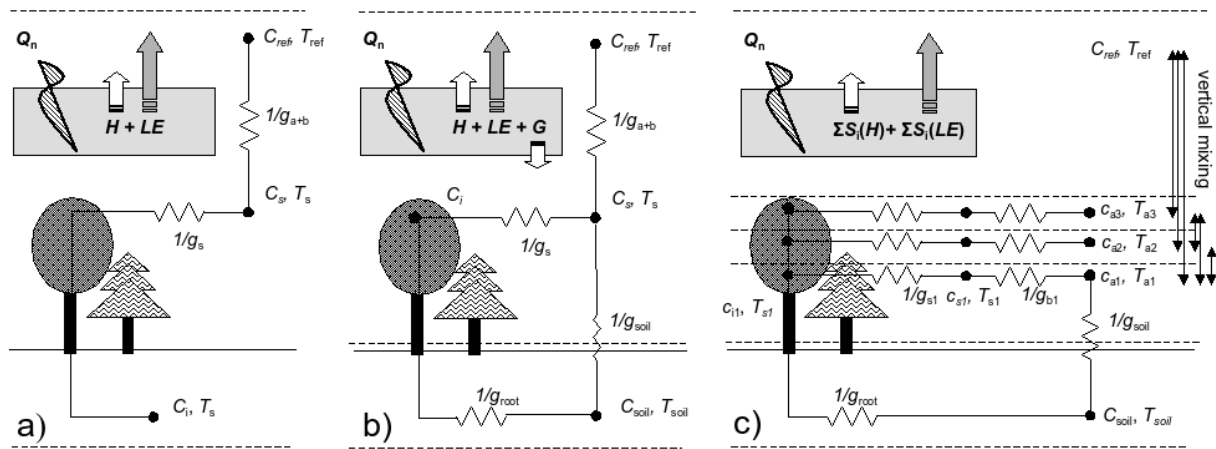 Qn
Cref, Tref
1/ga+b
H + LE
Cs, Ts
1/gs
Ci, Ts
a)
Qn
Cref, Tref
1/ga+b
H + LE + G
Ci
Cs, Ts
1/gs
1/gsoil
1/groot
Csoil, Tsoil
b)
Qn
Cref, Tref
ΣSi(H)+ ΣSi(LE)
vertical mixing
ca3, Ta3
ca2, Ta2
ca1, Ta1
1/gs1
cs1, Ts1
1/gb1
ci1, Ts1
1/gsoil
1/groot
Csoil, Tsoil
c)